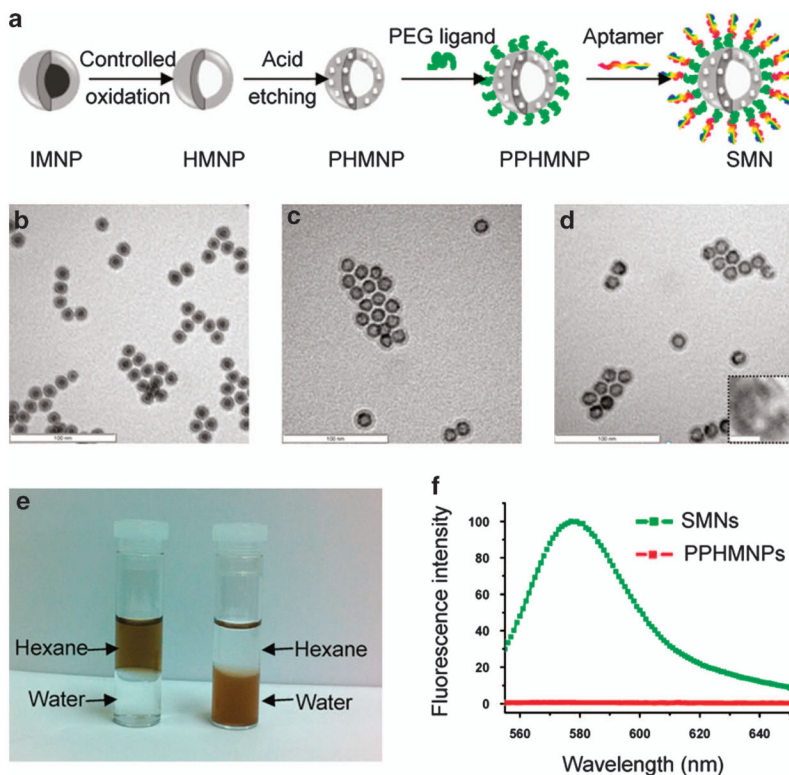 a
Controlled oxidation
Acid etching
PEG ligand
Aptamer
IMNP
HMNP
PHMNP
PPHMNP
SMN
b
100 nm
c
100 nm
d
100 nm
e
Hexane
Hexane
Water
Water
f
Fluorescence intensity
100
80
60
40
20
0
SMNs
PPHMNPs
560
580
600
620
640
Wavelength (nm)